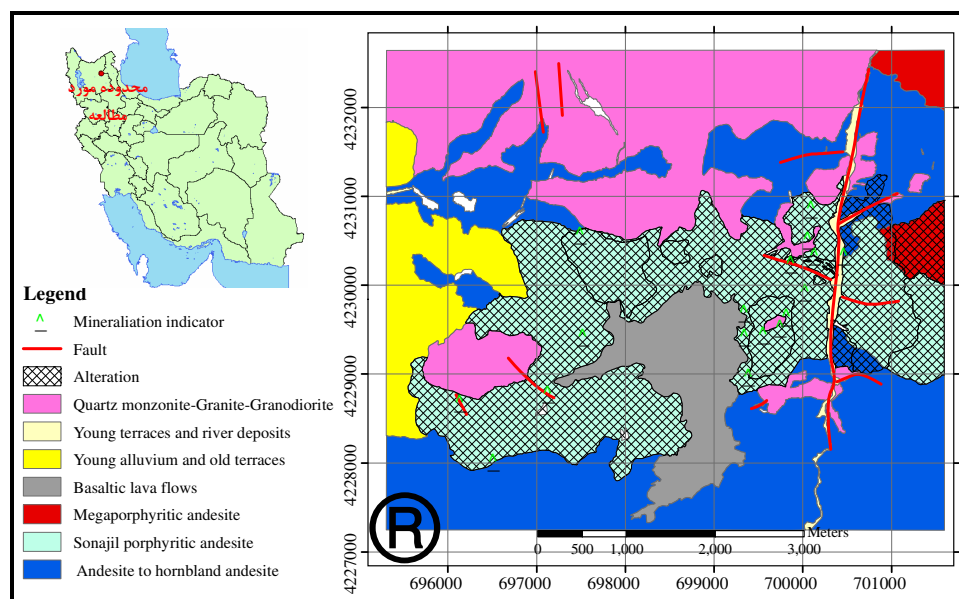 محدوده مورد
مطالعه
Legend
Mineraliation indicator
Fault
Alteration
Quartz monzonite-Granite-Granodiorite
Young terraces and river deposits
Young alluvium and old terraces
Basaltic lava flows
Megaporphyritic andesite
Sonajil porphyritic andesite
Andesite to hornbland andesite
4232000
4231000
4230000
4229000
4228000
4227000
R
Meters
0 500 1,000 2,000 3,000
696000 697000 698000 699000 700000 701000